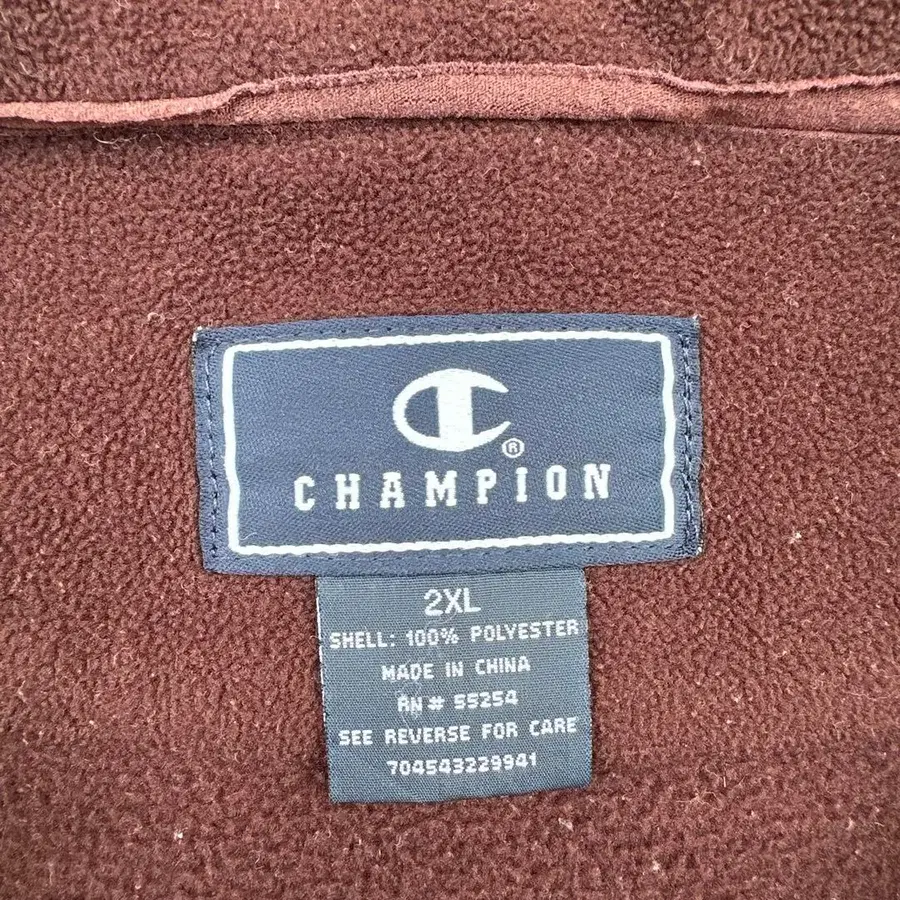 C®
CHAMPION
2XL
SHELL: 100% POLYESTER
MADE IN CHINA
RN # 55254
SEE REVERSE FOR CARE
704543229941